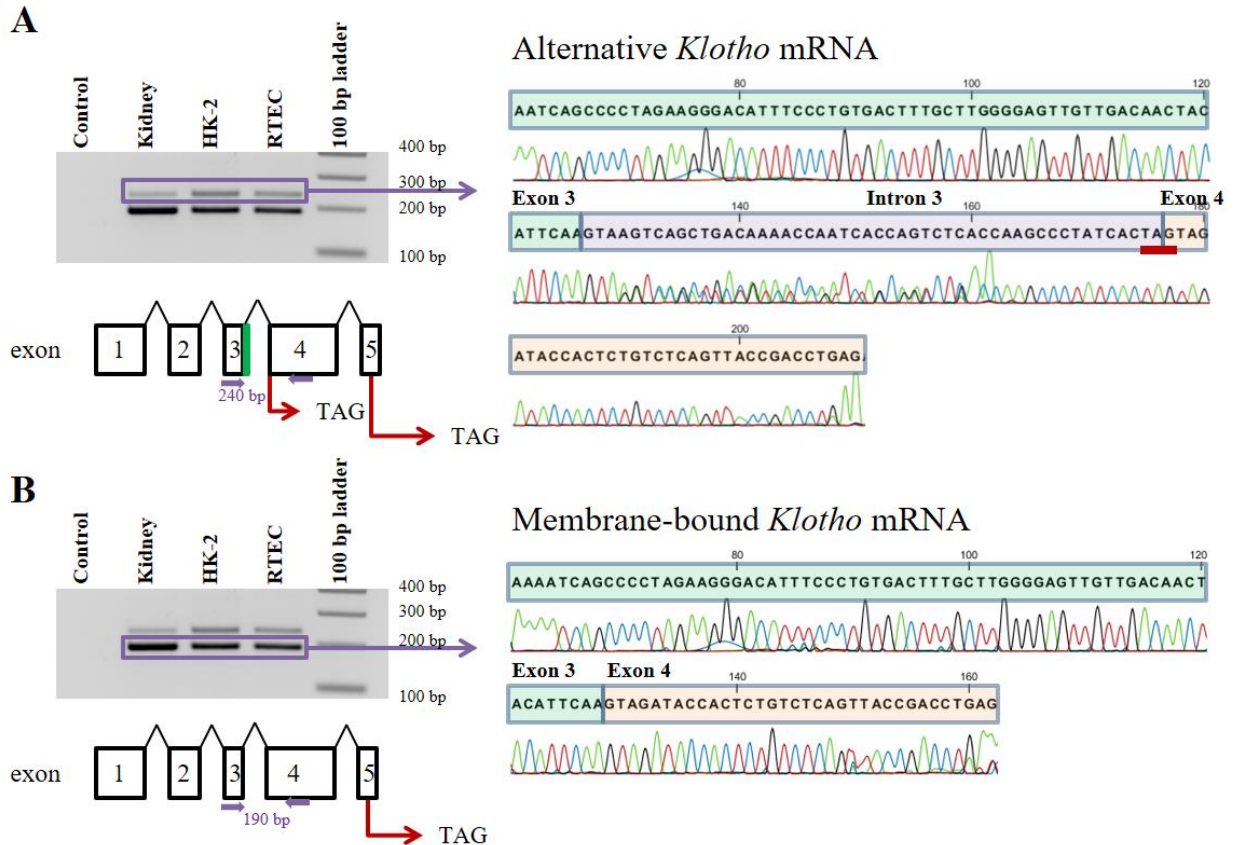 A
Control
Kidney
HK-2
RTEC
100 bp ladder
400 bp
300 bp
200 bp
100 bp
exon
1
2
3
4
5
240 bp
TAG
TAG
Alternative Klotho mRNA
80 100 120
AATCAGCCCCTAGAAGGGACATTTCCCTGTGACTTTGCTTGGGGAGTTGTTGACAACTAC
Exon 3 140 Intron 3 160 Exon 4 180
ATTCAAGTAAGTCAGCTGACAAAACCAATCACCAGTCTCACCAAGCCCTATCACTAGTAG
200
ATACCACTCTGTCTCAGTTACCGACCTGAG
B
Control
Kidney
HK-2
RTEC
100 bp ladder
400 bp
300 bp
200 bp
100 bp
exon
1
2
3
4
5
190 bp
TAG
Membrane-bound Klotho mRNA
80 100 120
AAAATCAGCCCCTAGAAGGGACATTTCCCTGTGACTTTGCTTGGGGAGTTGTTGACAACT
Exon 3 Exon 4 140 160
ACATTCAAGTAGATACCACTCTGTCTCAGTTACCGACCTGAG